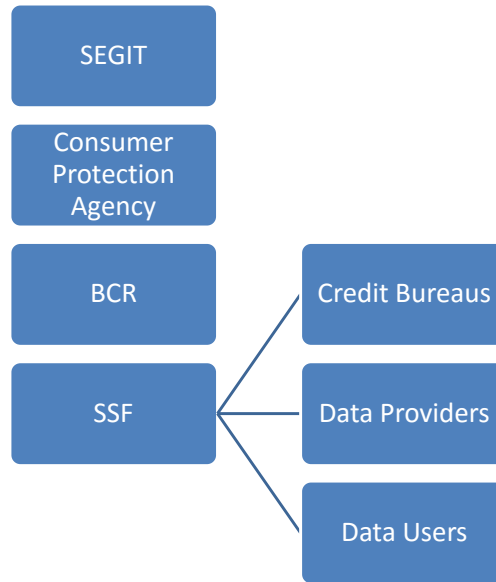 SEGIT
Consumer
Protection
Agency
BCR
Credit Bureaus
SSF
Data Providers
Data Users